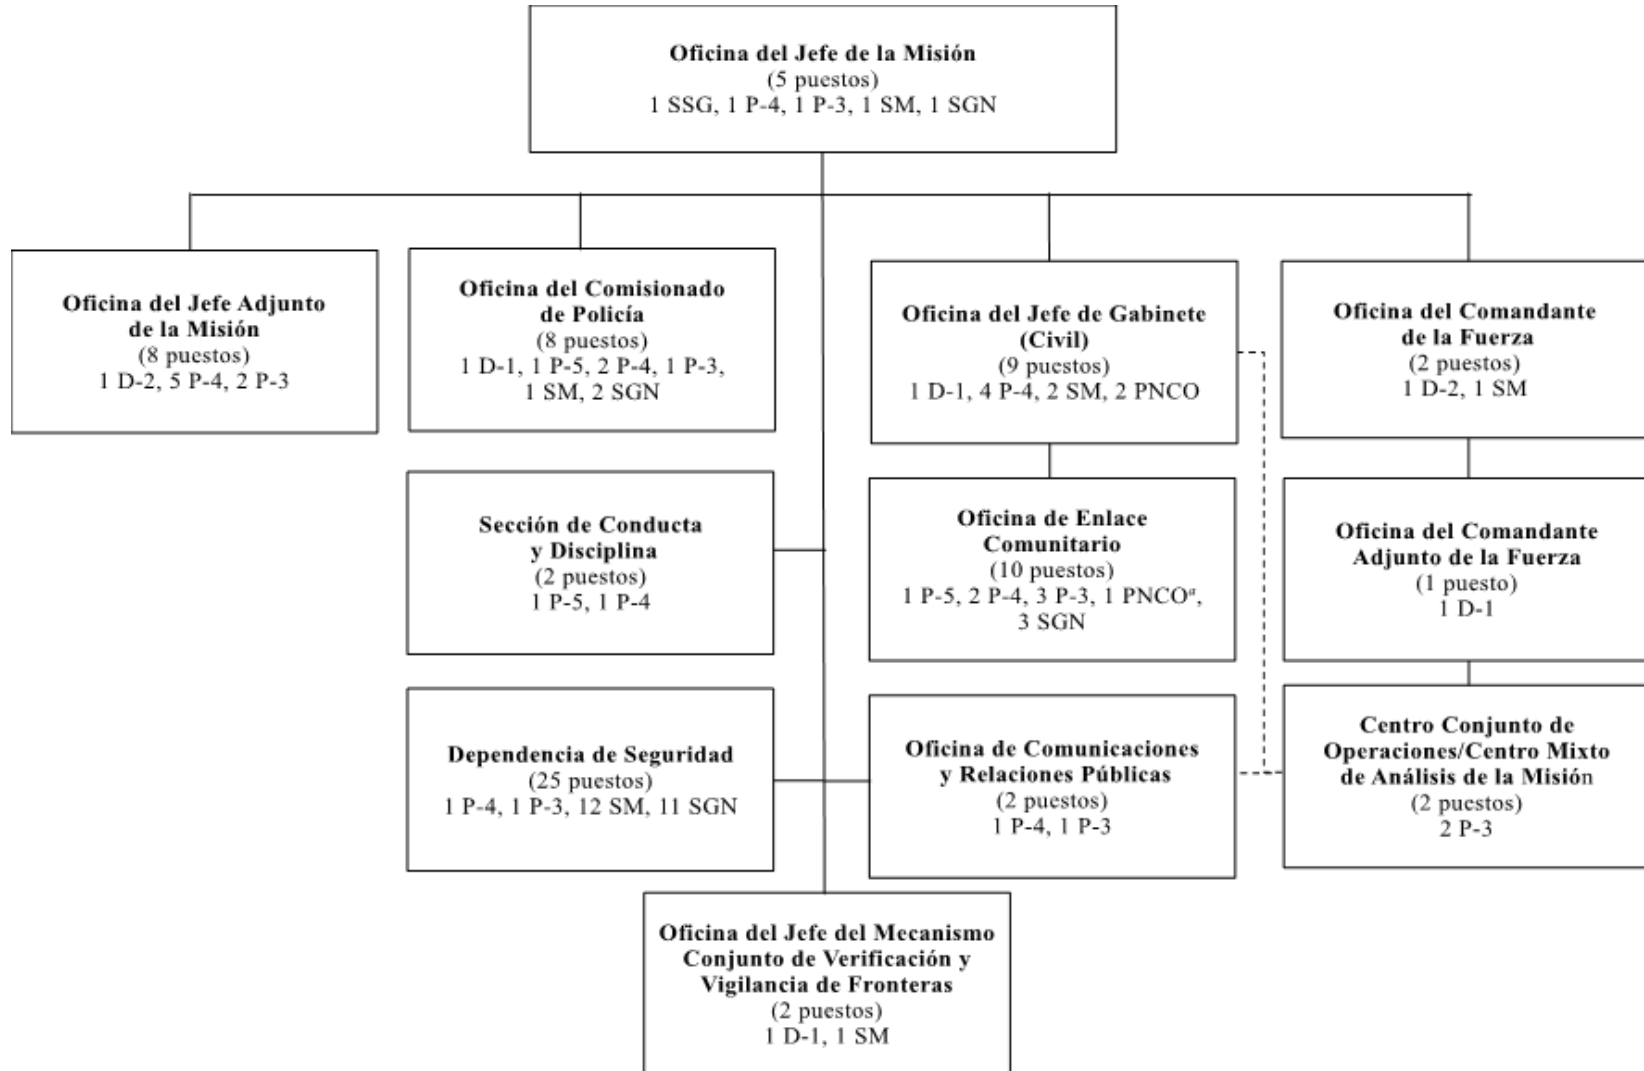 Oficina del Jefe de la Misión
(5 puestos)
1 SSG, 1 P-4, 1 P-3, 1 SM, 1 SGN
Oficina del Jefe Adjunto
de la Misión
(8 puestos)
1 D-2, 5 P-4, 2 P-3
Oficina del Comisionado
de Policía
(8 puestos)
1 D-1, 1 P-5, 2 P-4, 1 P-3,
1 SM, 2 SGN
Oficina del Jefe de Gabinete
(Civil)
(9 puestos)
1 D-1, 4 P-4, 2 SM, 2 PNCO
Oficina del Comandante
de la Fuerza
(2 puestos)
1 D-2, 1 SM
Sección de Conducta
y Disciplina
(2 puestos)
1 P-5, 1 P-4
Oficina de Enlace
Comunitario
(10 puestos)
1 P-5, 2 P-4, 3 P-3, 1 PNCOᵃ,
3 SGN
Oficina del Comandante
Adjunto de la Fuerza
(1 puesto)
1 D-1
Dependencia de Seguridad
(25 puestos)
1 P-4, 1 P-3, 12 SM, 11 SGN
Oficina de Comunicaciones
y Relaciones Públicas
(2 puestos)
1 P-4, 1 P-3
Centro Conjunto de
Operaciones/Centro Mixto
de Análisis de la Misión
(2 puestos)
2 P-3
Oficina del Jefe del Mecanismo
Conjunto de Verificación y
Vigilancia de Fronteras
(2 puestos)
1 D-1, 1 SM